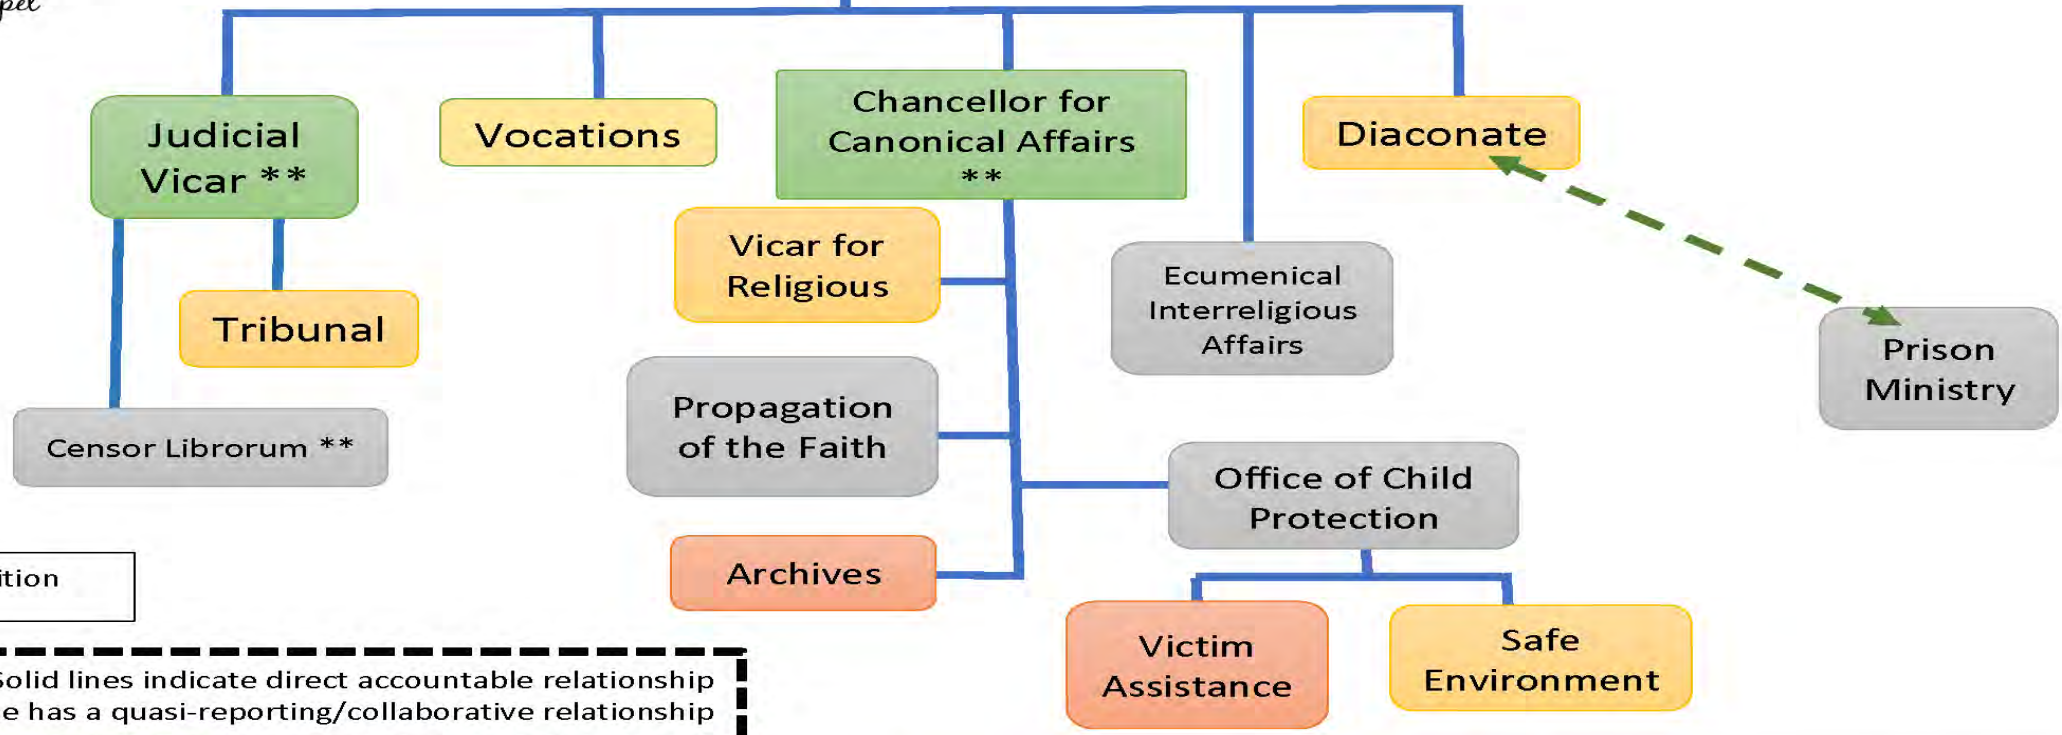 Judicial
Vicar **
Vocations
Chancellor for
Canonical Affairs
**
Diaconate
Vicar for
Religious
Ecumenical
Interreligious
Affairs
Tribunal
Prison
Ministry
Propagation
of the Faith
Censor Librorum **
Office of Child
Protection
Archives
Victim
Assistance
Safe
Environment
ition
Solid lines indicate direct accountable relationship
e has a quasi-reporting/collaborative relationship